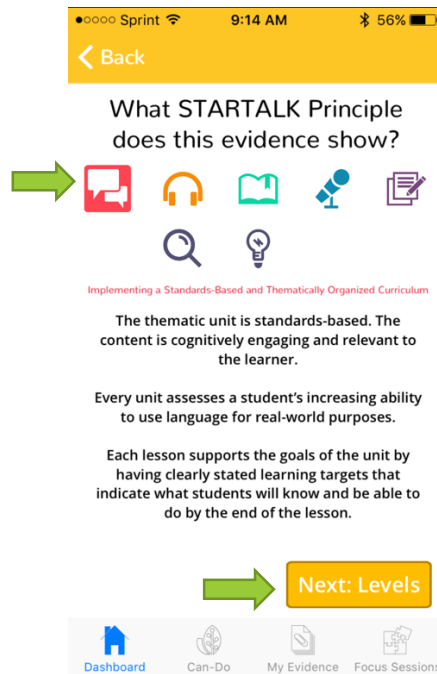 Sprint 9:14 AM 56%
Back
What STARTALK Principle
does this evidence show?
Implementing a Standards-Based and Thematically Organized Curriculum
The thematic unit is standards-based. The
content is cognitively engaging and relevant to
the learner.
Every unit assesses a student's increasing ability
to use language for real-world purposes.
Each lesson supports the goals of the unit by
having clearly stated learning targets that
indicate what students will know and be able to
do by the end of the lesson.
Next: Levels
Dashboard Can-Do My Evidence Focus Sessions